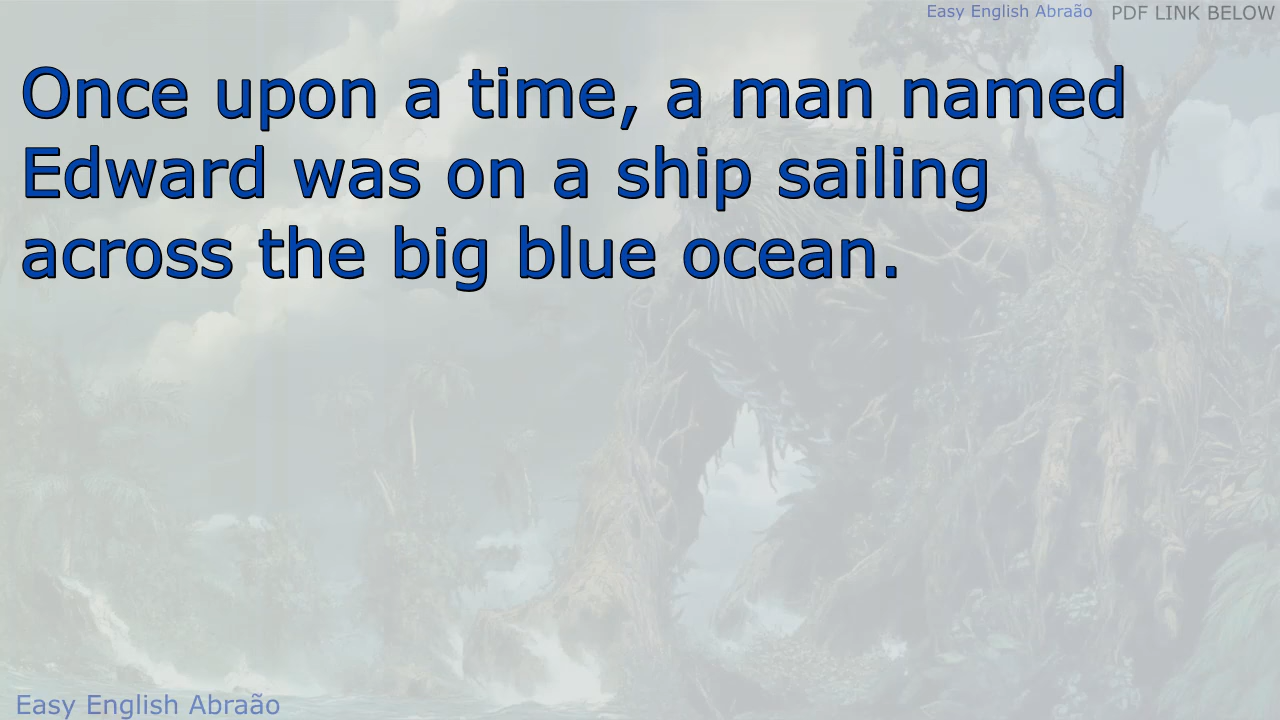 Easy English Abraão PDF LINK BELOW
Once upon a time, a man named
Edward was on a ship sailing
across the big blue ocean.
Easy English Abraão